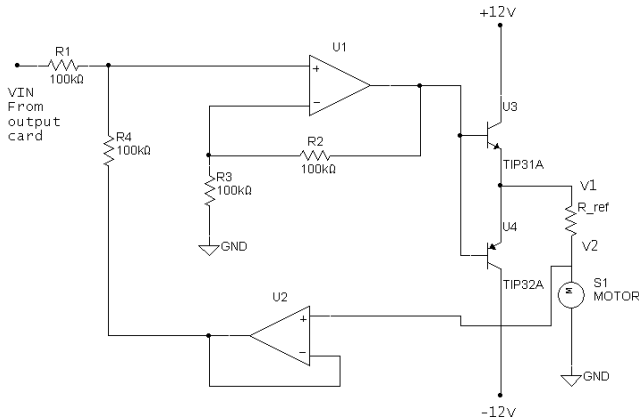 +12V
R1
100kΩ
VIN
From
output
card
U1
+
−
R4
100kΩ
R2
100kΩ
R3
100kΩ
GND
U3
TIP31A
V1
R_ref
V2
U4
TIP32A
S1
MOTOR
M
U2
+
−
GND
-12V